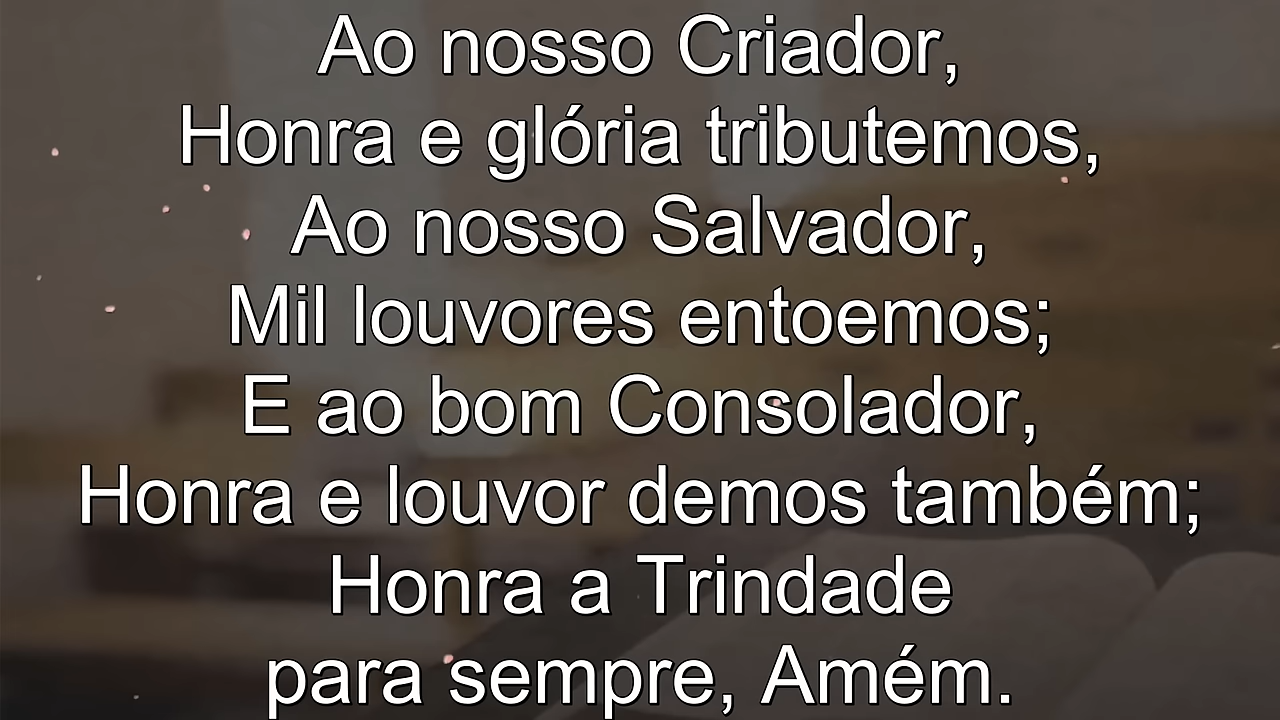 Ao nosso Criador,
Honra e glória tributemos,
Ao nosso Salvador,
Mil louvores entoemos;
E ao bom Consolador,
Honra e louvor demos também;
Honra a Trindade
para sempre, Amém.